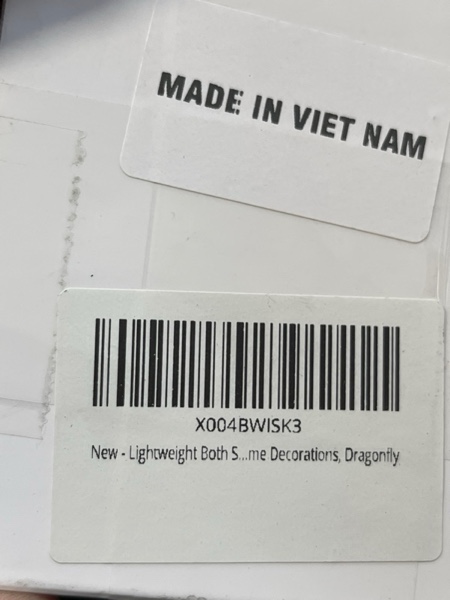 MADE IN VIET NAM
X004BWISK3
New - Lightweight Both S...me Decorations, Dragonfly